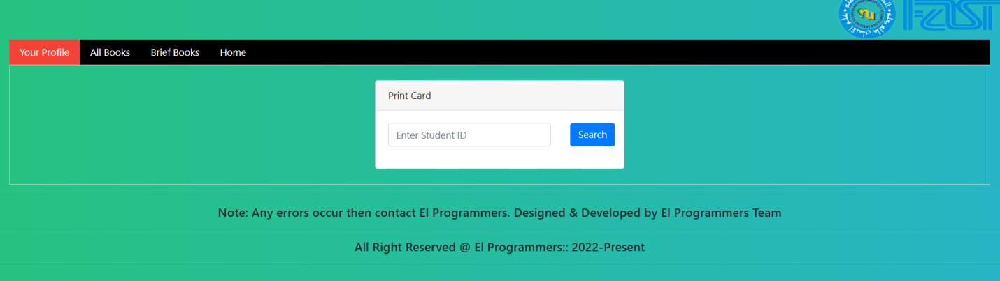 Your Profile All Books Brief Books Home
Print Card
Enter Student ID Search
Note: Any errors occur then contact El Programmers. Designed & Developed by El Programmers Team
All Right Reserved @ El Programmers:: 2022-Present